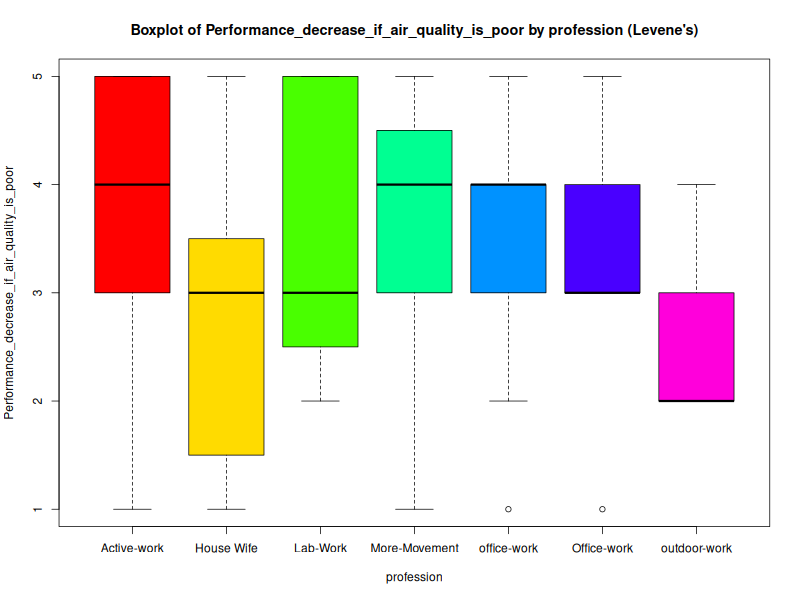 Boxplot of Performance_decrease_if_air_quality_is_poor by profession (Levene's)
Performance_decrease_if_air_quality_is_poor
5
4
3
2
1
Active-work House Wife Lab-Work More-Movement office-work Office-work outdoor-work
profession